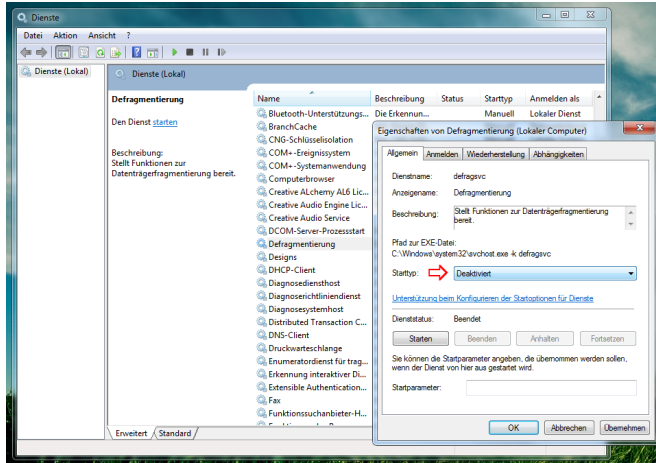 Dienste
Datei Aktion Ansicht ?
Dienste (Lokal)
Dienste (Lokal)
Defragmentierung
Den Dienst starten
Beschreibung:
Stellt Funktionen zur
Datenträgerfragmentierung bereit.
Name Beschreibung Status Starttyp Anmelden als
Bluetooth-Unterstützungs... Die Erkennun... Manuell Lokaler Dienst
BranchCache
CNG-Schlüsselisolation
COM+-Ereignissystem
COM+-Systemanwendung
Computerbrowser
Creative ALchemy AL6 Lic...
Creative Audio Engine Lic...
Creative Audio Service
DCOM-Server-Prozessstart
Defragmentierung
Designs
DHCP-Client
Diagnosediensthost
Diagnoserichtliniendienst
Diagnosesystemhost
Distributed Transaction C...
DNS-Client
Druckwarteschlange
Enumeratordienst für trag...
Erkennung interaktiver Di...
Extensible Authentication...
Fax
Funktionssuchanbieter-H...
Erweitert Standard
Eigenschaften von Defragmentierung (Lokaler Computer)
Allgemein Anmelden Wiederherstellung Abhängigkeiten
Dienstname: defragsvc
Anzeigename: Defragmentierung
Beschreibung: Stellt Funktionen zur Datenträgerfragmentierung
bereit.
Pfad zur EXE-Datei:
C:\Windows\system32\svchost.exe -k defragsvc
Starttyp: Deaktiviert
Unterstützung beim Konfigurieren der Startoptionen für Dienste
Dienststatus: Beendet
Starten Beenden Anhalten Fortsetzen
Sie können die Startparameter angeben, die übernommen werden sollen,
wenn der Dienst von hier aus gestartet wird.
Startparameter:
OK Abbrechen Übernehmen